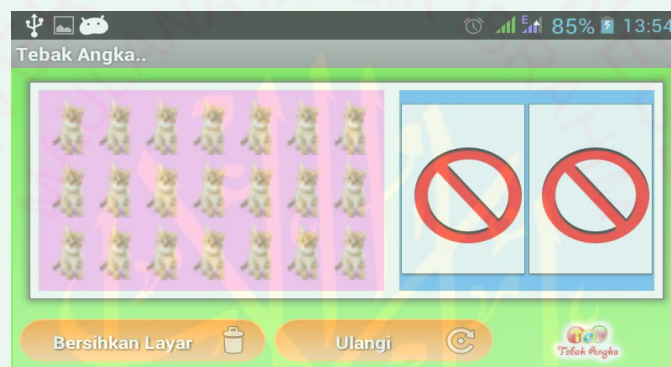 E 85% 13:54
Tebak Angka..
Bersihkan Layar
Ulangi
Tebak Angka